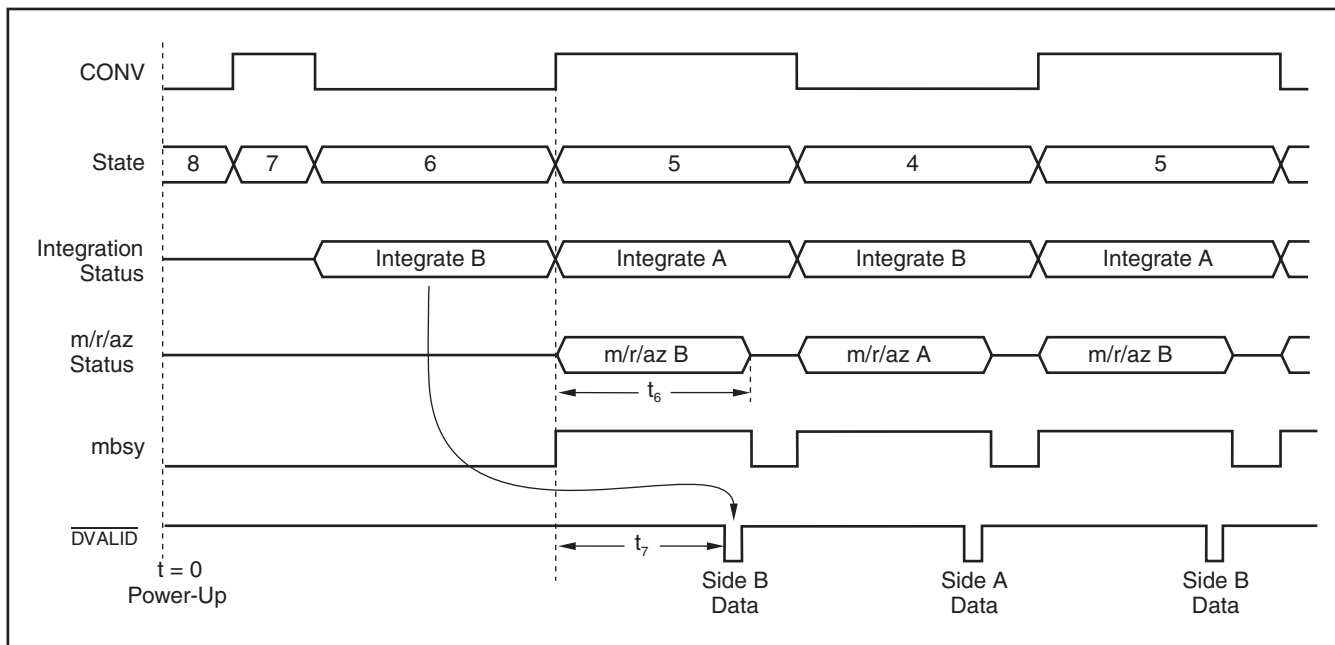 CONV
State
8
7
6
5
4
5
Integration
Status
Integrate B
Integrate A
Integrate B
Integrate A
m/r/az
Status
m/r/az B
m/r/az A
m/r/az B
t₆
mbsy
DVALID
t₇
t = 0
Power-Up
Side B
Data
Side A
Data
Side B
Data